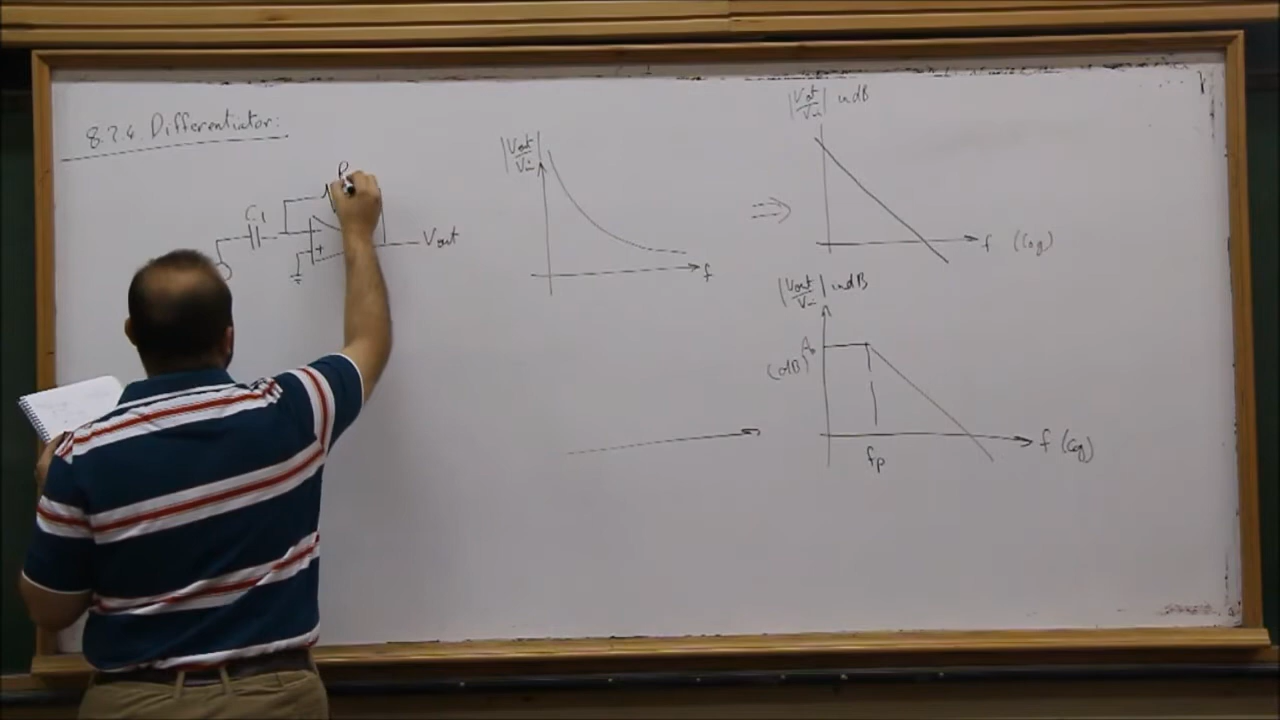 8.2.4. Differentiator:
C1
R
-
+
Vout
|Vout/Vin|
f
⇒
|Vout/Vin| in dB
f (log)
|Vout/Vin| in dB
A0
(dB)
fp
f (log)